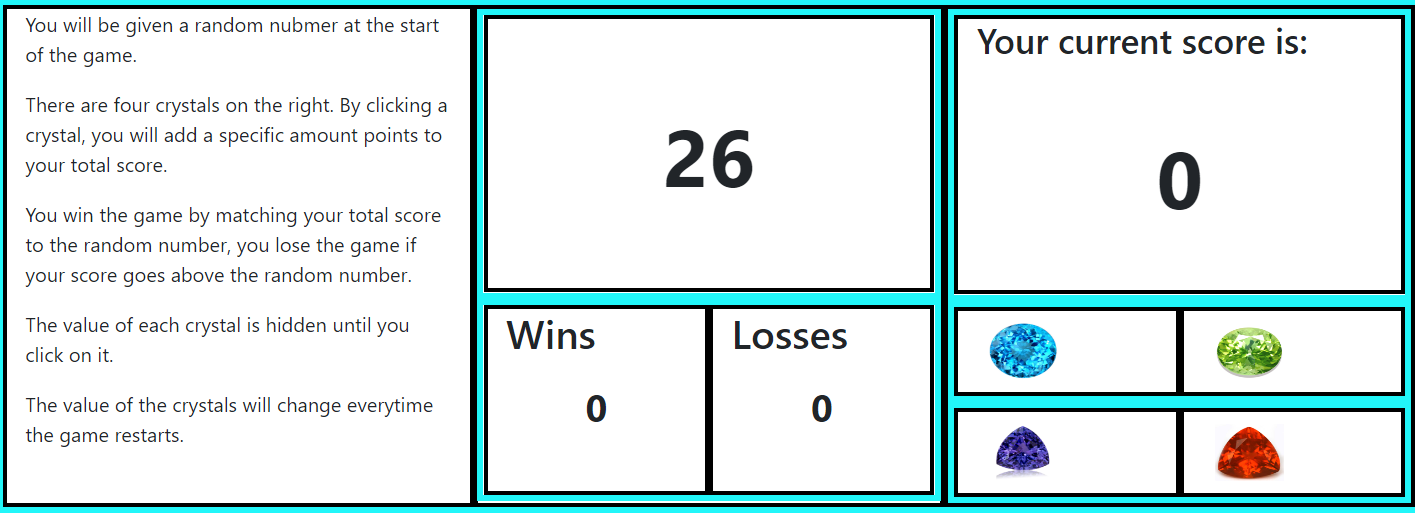 You will be given a random nubmer at the start
of the game.
There are four crystals on the right. By clicking a
crystal, you will add a specific amount points to
your total score.
You win the game by matching your total score
to the random number, you lose the game if
your score goes above the random number.
The value of each crystal is hidden until you
click on it.
The value of the crystals will change everytime
the game restarts.
26
Wins
0
Losses
0
Your current score is:
0